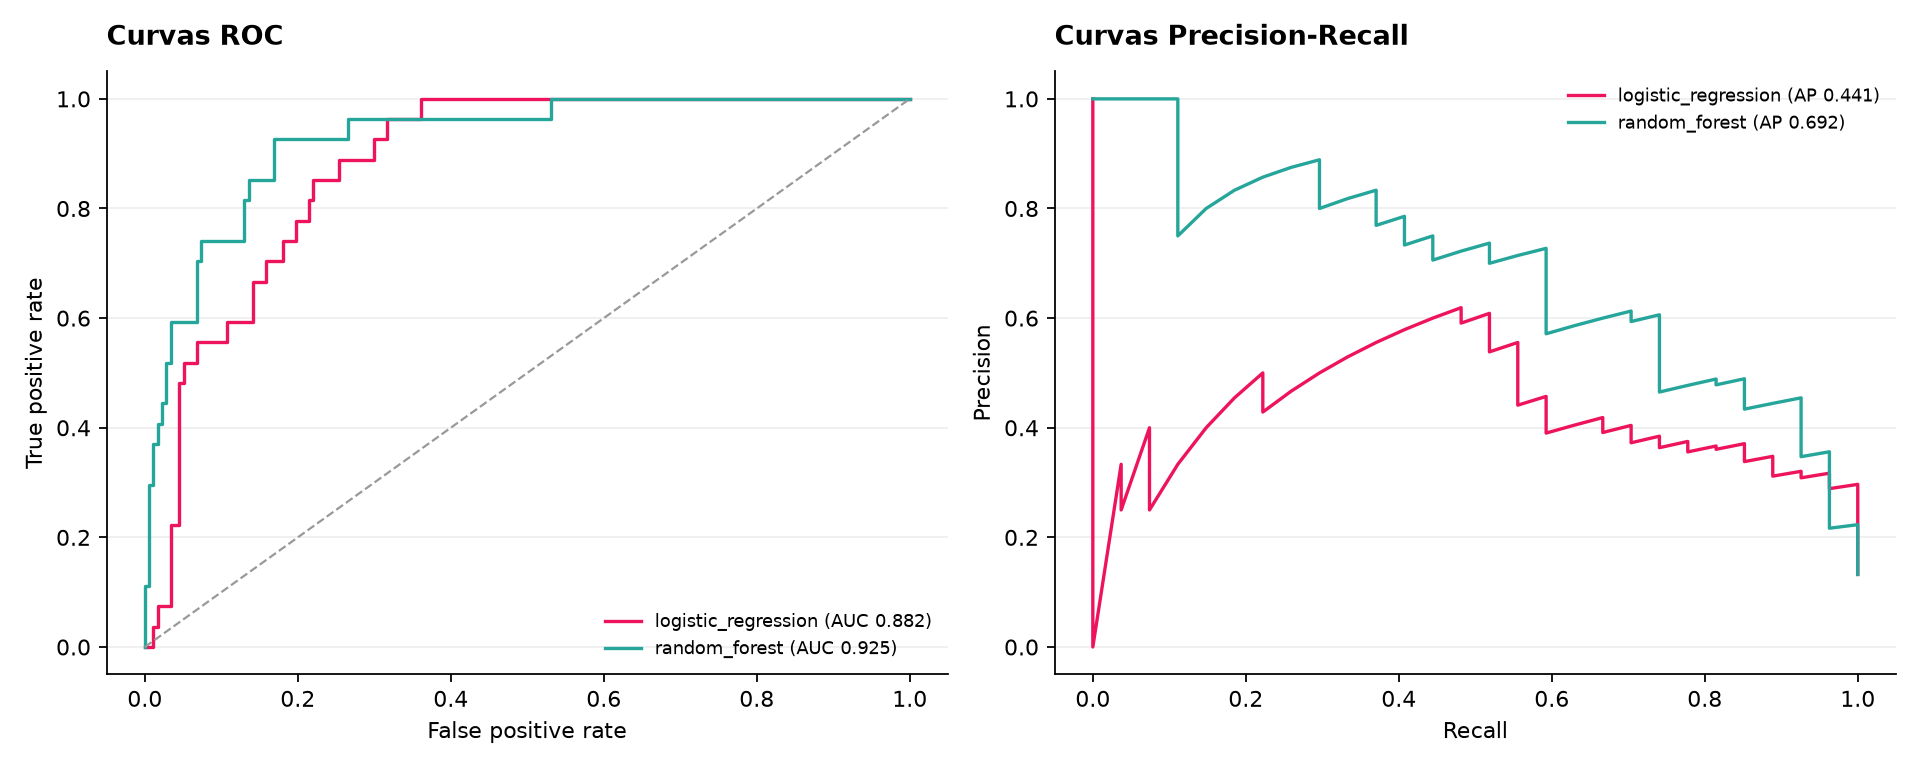 Curvas ROC
True positive rate
1.0
0.8
0.6
0.4
0.2
0.0
logistic_regression (AUC 0.882)
random_forest (AUC 0.925)
0.0 0.2 0.4 0.6 0.8 1.0
False positive rate
Curvas Precision-Recall
Precision
1.0
0.8
0.6
0.4
0.2
0.0
logistic_regression (AP 0.441)
random_forest (AP 0.692)
0.0 0.2 0.4 0.6 0.8 1.0
Recall